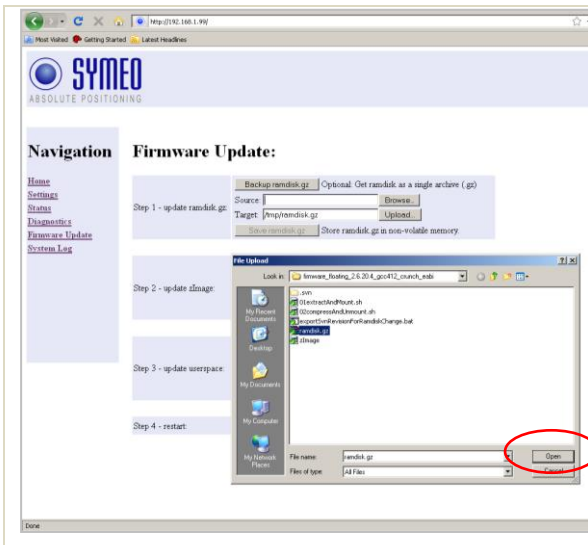 http://192.168.1.99/
Most Visited Getting Started Latest Headlines
SYMEO
ABSOLUTE POSITIONING
Navigation
Home
Settings
Status
Diagnostics
Firmware Update
System Log
Firmware Update:
Step 1 - update ramdisk.gz:
Backup ramdisk.gz Optional: Get ramdisk as a single archive (.gz)
Source: Browse..
Target: /tmp/ramdisk.gz Upload..
Save ramdisk.gz Store ramdisk.gz in non-volatile memory.
Step 2 - update zImage:
Step 3 - update userspace:
Step 4 - restart:
File Upload
Look in: firmware_floating_2.6.20.4_gcc412_crunch_eabi
My Recent Documents
Desktop
My Documents
My Computer
My Network Places
.svn
01extractAndMount.sh
02compressAndUnmount.sh
exportSvnRevisionForRamdiskChange.bat
ramdisk.gz
zImage
File name: ramdisk.gz Open
Files of type: All Files Cancel
Done